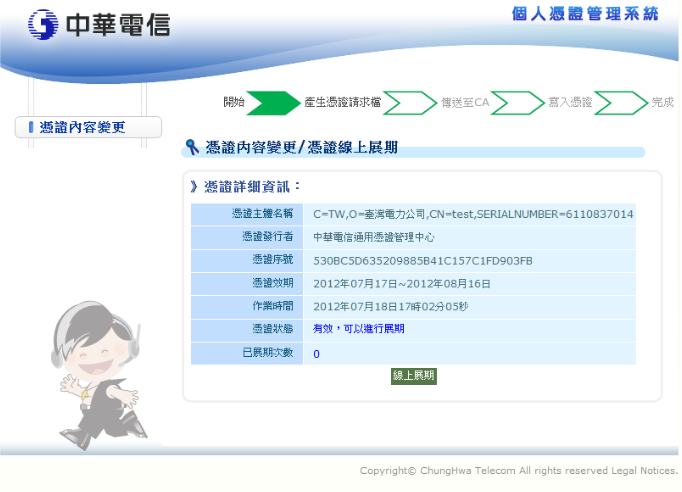 中華電信
個人憑證管理系統
開始 產生憑證請求檔 傳送至CA 寫入憑證 完成
憑證內容變更
憑證內容變更/憑證線上展期
》憑證詳細資訊：
憑證主體名稱 C=TW,O=臺灣電力公司,CN=test,SERIALNUMBER=6110837014
憑證發行者 中華電信通用憑證管理中心
憑證序號 530BC5D635209885B41C157C1FD903FB
憑證效期 2012年07月17日~2012年08月16日
作業時間 2012年07月18日17時02分05秒
憑證狀態 有效，可以進行展期
已展期次數 0
線上展期
Copyright© ChungHwa Telecom All rights reserved Legal Notices.